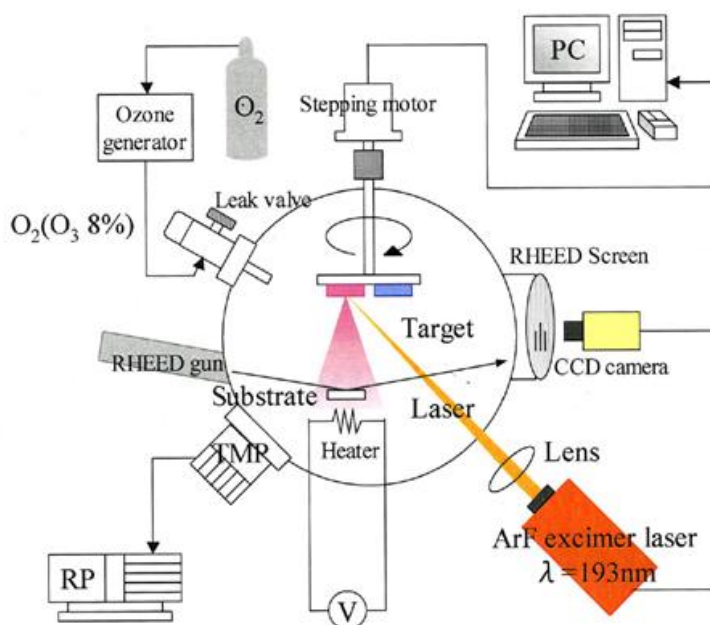 O₂
Ozone
generator
Stepping motor
PC
Leak valve
O₂(O₃ 8%)
RHEED Screen
Target
CCD camera
RHEED gun
Substrate
Laser
Heater
Lens
TMP
ArF excimer laser
λ =193nm
RP
V